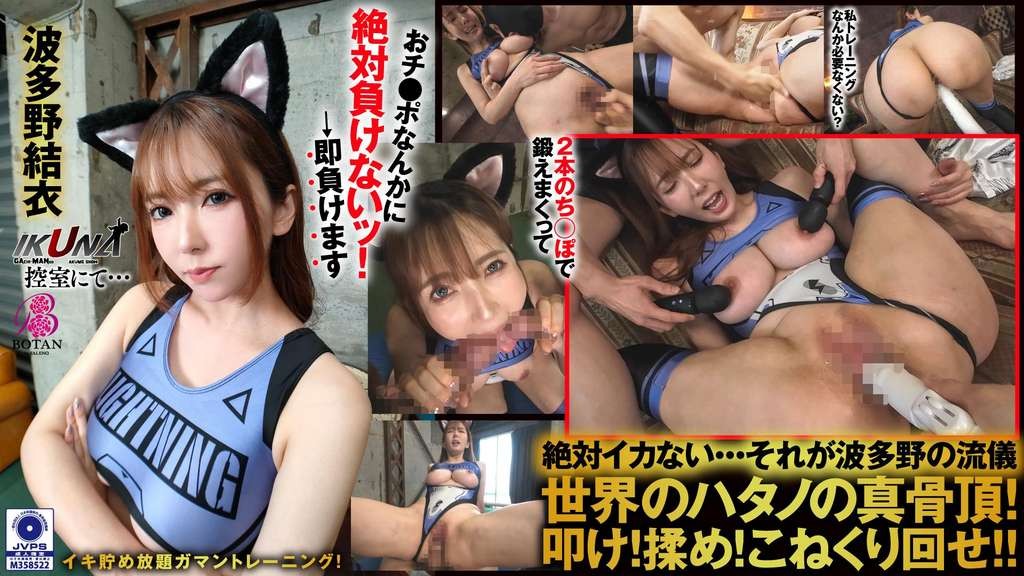 波多野結衣
IKUNA
控室にて…
BOTAN
おチ●ポなんかに
絶対負けないッ!
→即負けます
LIGHTNING
私トレーニング
なんか必要なくない?
2本のち◯ぽで
鍛えまくって
絶対イカない…それが波多野の流儀
世界のハタノの真骨頂!
叩け!揉め!こねくり回せ!!
JVPS
M358522
イキ貯め放題ガマントレーニング!